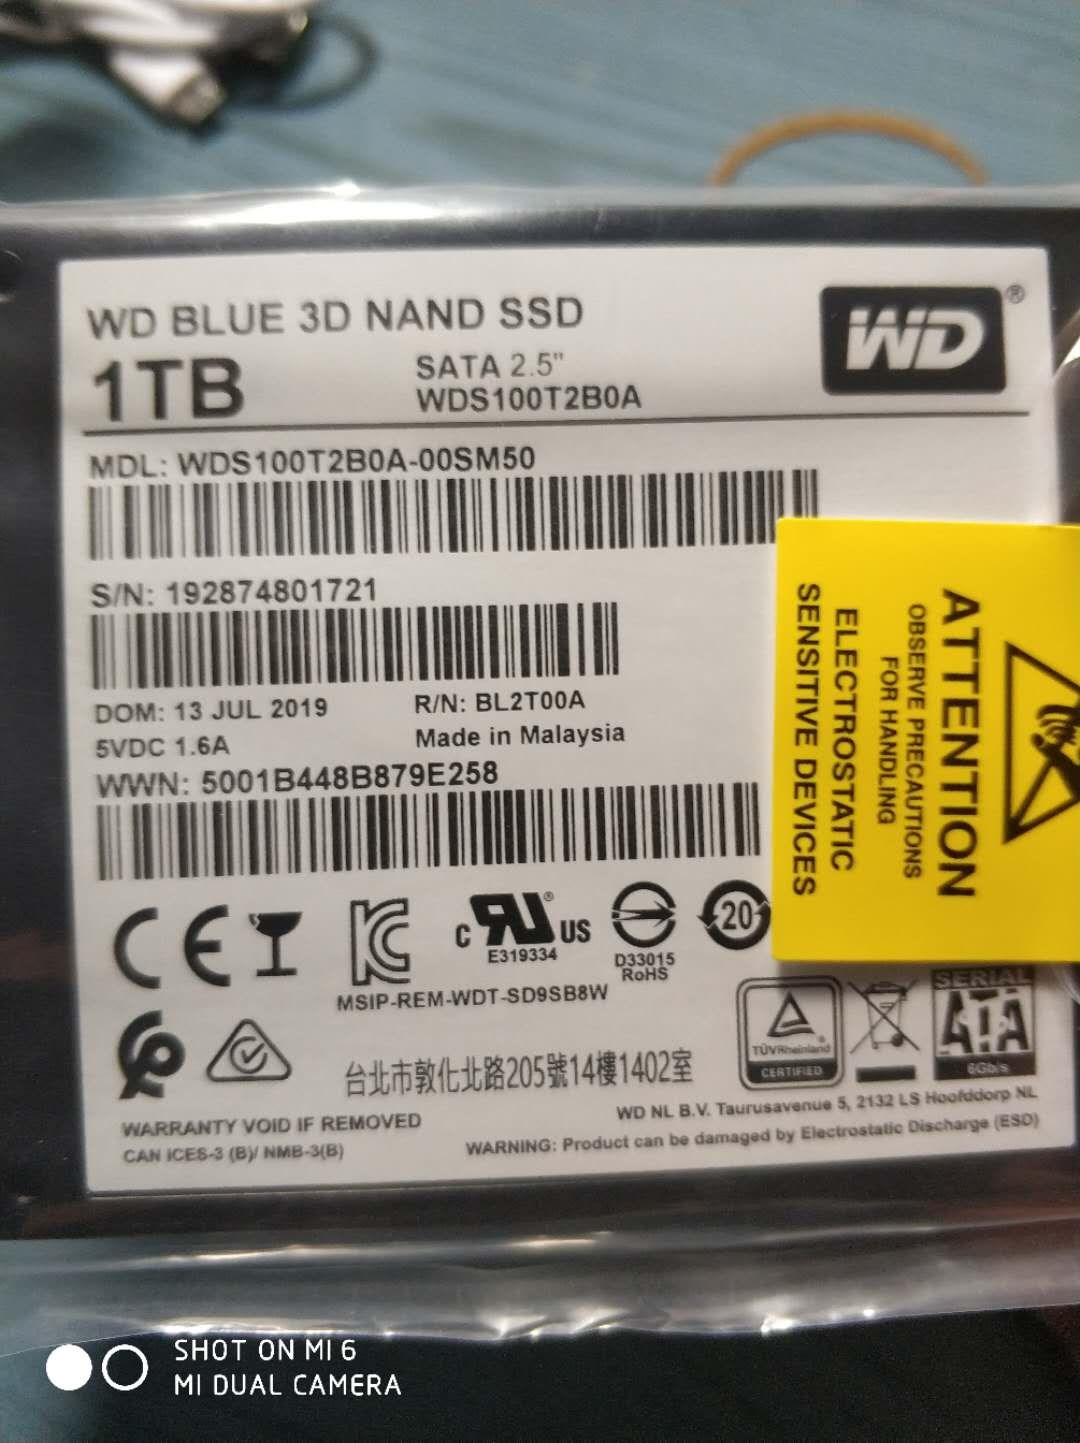 WD BLUE 3D NAND SSD
1TB
SATA 2.5"
WDS100T2B0A
WD®
MDL: WDS100T2B0A-00SM50
S/N: 192874801721
DOM: 13 JUL 2019
R/N: BL2T00A
5VDC 1.6A
Made in Malaysia
WWN: 5001B448B879E258
ATTENTION
OBSERVE PRECAUTIONS
FOR HANDLING
ELECTROSTATIC
SENSITIVE DEVICES
CE
c RU® US
E319334
D33015
RoHS
20
MSIP-REM-WDT-SD9SB8W
TÜVRheinland®
CERTIFIED
SERIAL
ATA
6Gb/s
台北市敦化北路205號14樓1402室
WD NL B.V. Taurusavenue 5, 2132 LS Hoofddorp NL
WARRANTY VOID IF REMOVED
CAN ICES-3 (B)/ NMB-3(B)
WARNING: Product can be damaged by Electrostatic Discharge (ESD)
SHOT ON MI 6
MI DUAL CAMERA